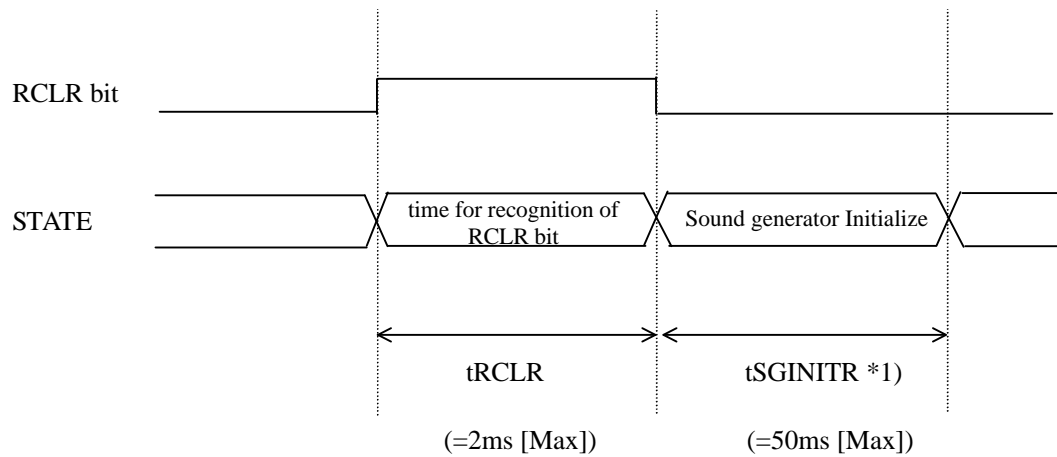 RCLR bit
STATE
time for recognition of
RCLR bit
Sound generator Initialize
tRCLR
tSGINITR *1)
(=2ms [Max])
(=50ms [Max])